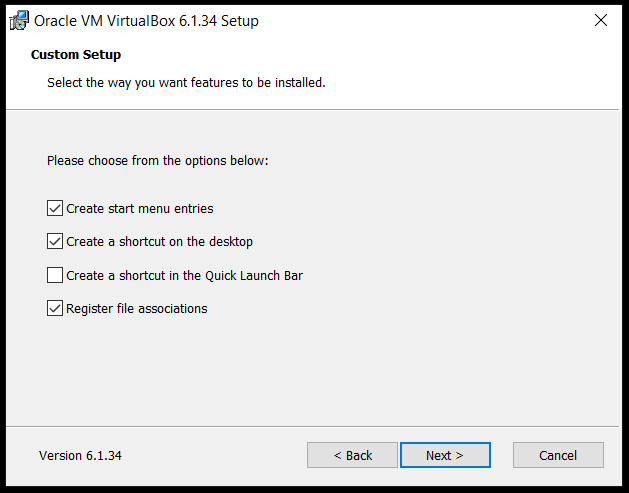 Oracle VM VirtualBox 6.1.34 Setup
Custom Setup
Select the way you want features to be installed.
Please choose from the options below:
Create start menu entries
Create a shortcut on the desktop
Create a shortcut in the Quick Launch Bar
Register file associations
Version 6.1.34
< Back
Next >
Cancel